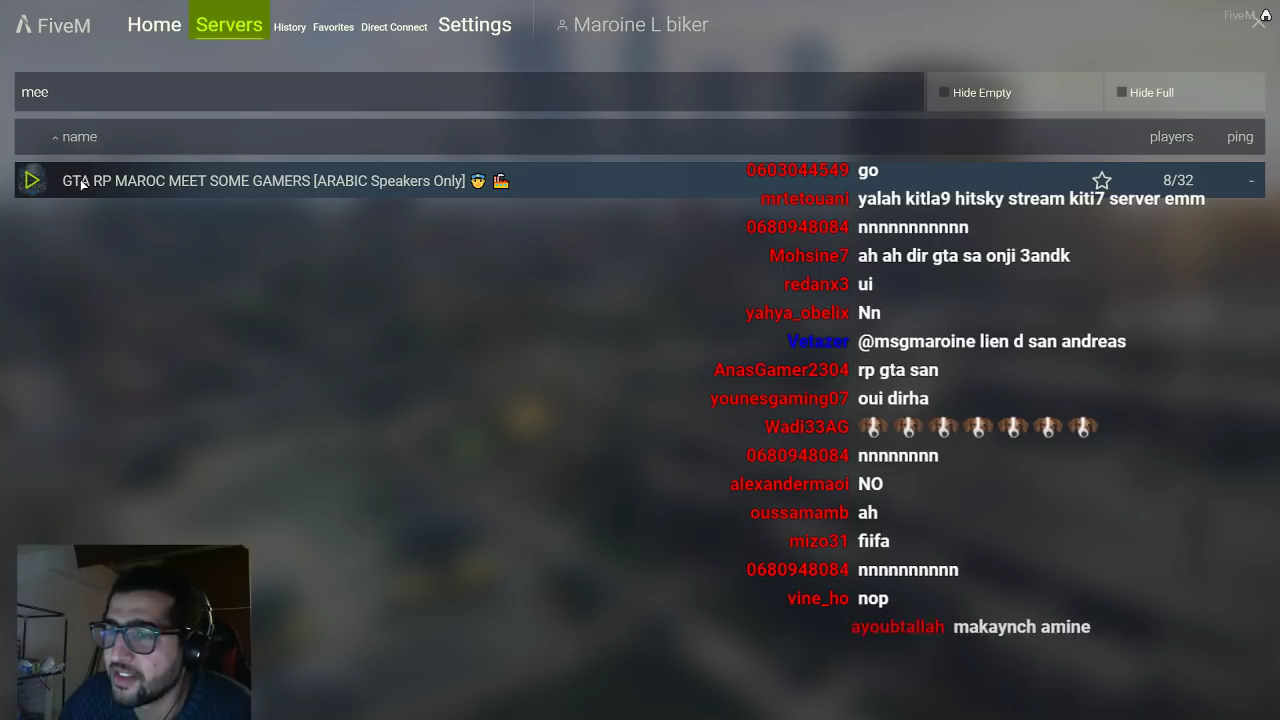 FiveM
Home Servers History Favorites Direct Connect Settings Maroine L biker
FiveM
mee
Hide Empty
Hide Full
name players ping
GTA RP MAROC MEET SOME GAMERS [ARABIC Speakers Only] 8/32 -
0603044549 go
mrtetouani yalah kitla9 hitsky stream kiti7 server emm
0680948084 nnnnnnnnnnn
Mohsine7 ah ah dir gta sa onji 3andk
redanx3 ui
yahya_obelix Nn
Vetazer @msgmaroine lien d san andreas
AnasGamer2304 rp gta san
younesgaming07 oui dirha
Wadi33AG
0680948084 nnnnnnnn
alexandermaoi NO
oussamamb ah
mizo31 fiifa
0680948084 nnnnnnnnnn
vine_ho nop
ayoubtallah makaynch amine